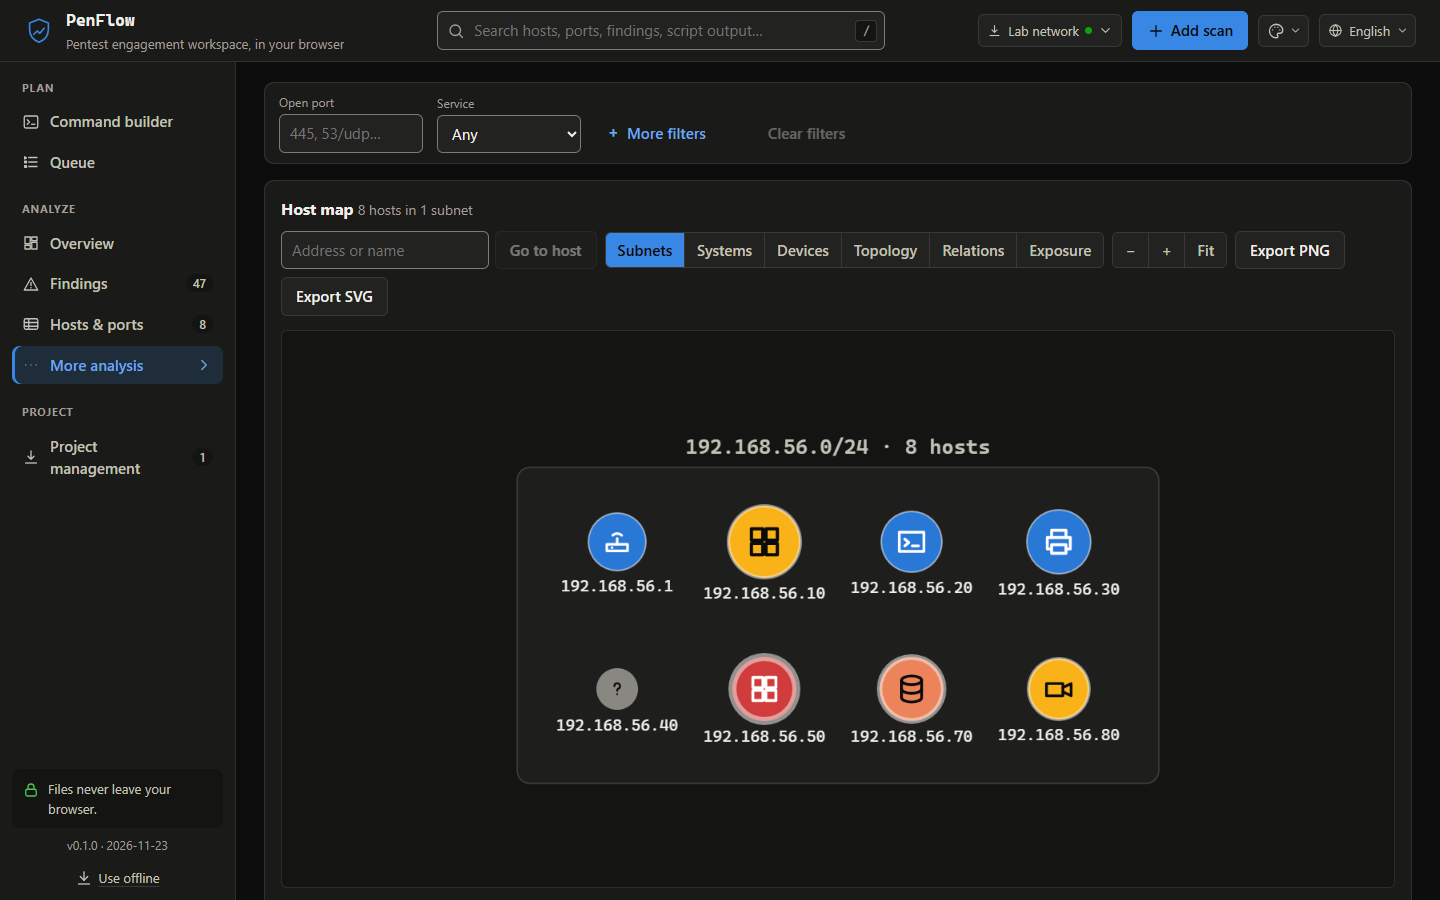 PenFlow
Pentest engagement workspace, in your browser
Search hosts, ports, findings, script output...
/
Lab network
Add scan
English
PLAN
Command builder
Queue
ANALYZE
Overview
Findings 47
Hosts & ports 8
More analysis
PROJECT
Project
management 1
Files never leave your
browser.
v0.1.0 · 2026-11-23
Use offline
Open port
445, 53/udp...
Service
Any
+ More filters
Clear filters
Host map 8 hosts in 1 subnet
Address or name
Go to host
Subnets
Systems
Devices
Topology
Relations
Exposure
−
+
Fit
Export PNG
Export SVG
192.168.56.0/24 · 8 hosts
192.168.56.1
192.168.56.10
192.168.56.20
192.168.56.30
?
192.168.56.40
192.168.56.50
192.168.56.70
192.168.56.80